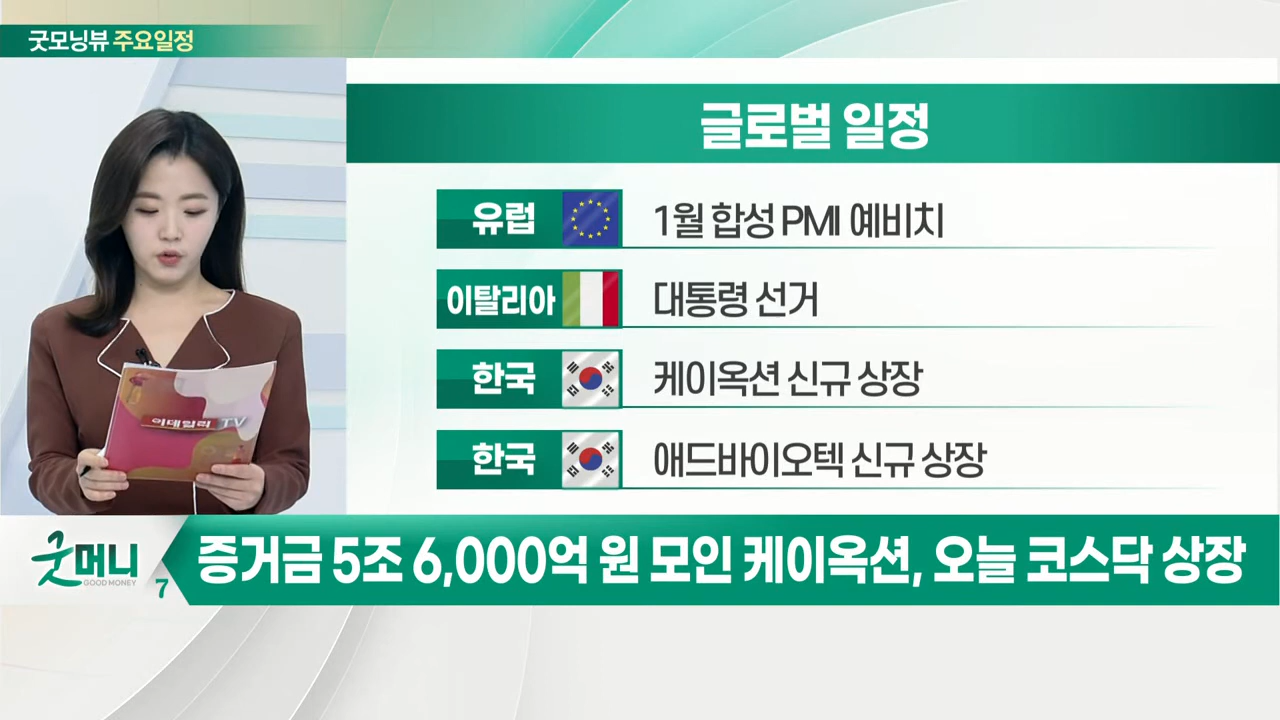 굿모닝뷰 주요일정
글로벌 일정
유럽 1월 합성 PMI 예비치
이탈리아 대통령 선거
한국 케이옥션 신규 상장
한국 애드바이오텍 신규 상장
이데일리 TV
굿머니 GOOD MONEY 7
증거금 5조 6,000억 원 모인 케이옥션, 오늘 코스닥 상장